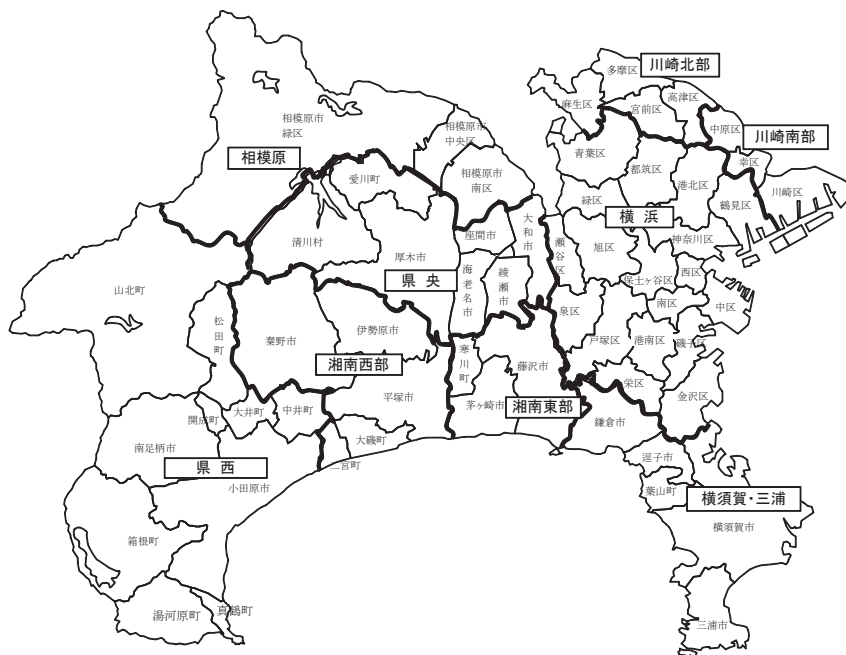 川崎北部
多摩区
麻生区
宮前区
高津区
中原区
川崎南部
幸区
川崎区
青葉区
都筑区
港北区
鶴見区
緑区
横浜
神奈川区
旭区
瀬谷区
保土ヶ谷区
西区
南区
中区
泉区
戸塚区
港南区
磯子区
栄区
金沢区
相模原市
緑区
相模原市
中央区
相模原市
南区
相模原
愛川町
清川村
厚木市
座間市
大和市
海老名市
綾瀬市
県央
山北町
松田町
秦野市
伊勢原市
湘南西部
平塚市
大磯町
二宮町
寒川町
藤沢市
茅ヶ崎市
湘南東部
鎌倉市
逗子市
葉山町
横須賀・三浦
横須賀市
三浦市
開成町
大井町
中井町
南足柄市
県西
小田原市
箱根町
湯河原町
真鶴町